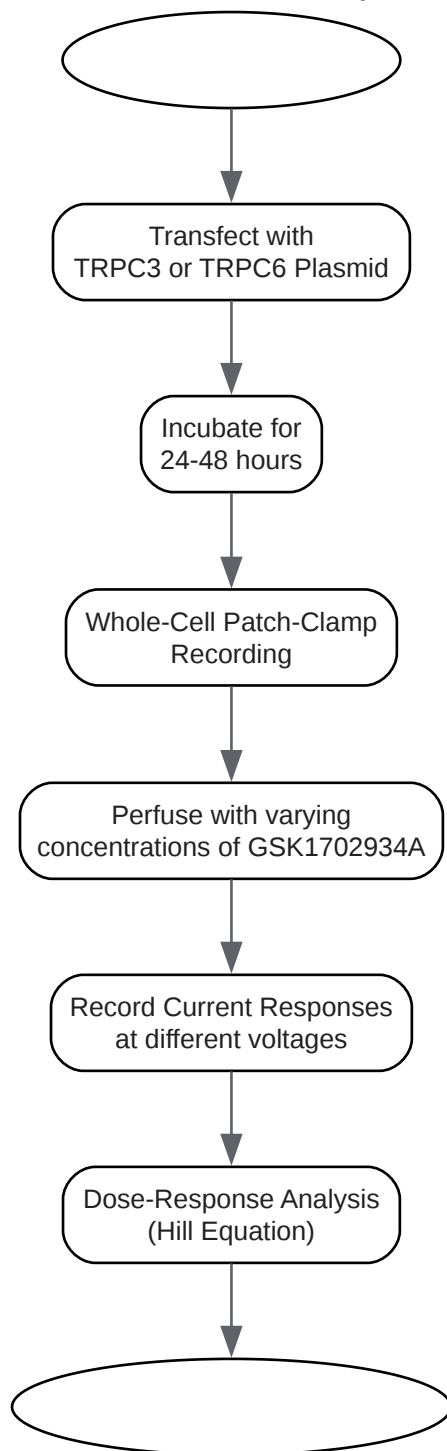 Transfect with
TRPC3 or TRPC6 Plasmid
Incubate for
24-48 hours
Whole-Cell Patch-Clamp
Recording
Perfuse with varying
concentrations of GSK1702934A
Record Current Responses
at different voltages
Dose-Response Analysis
(Hill Equation)